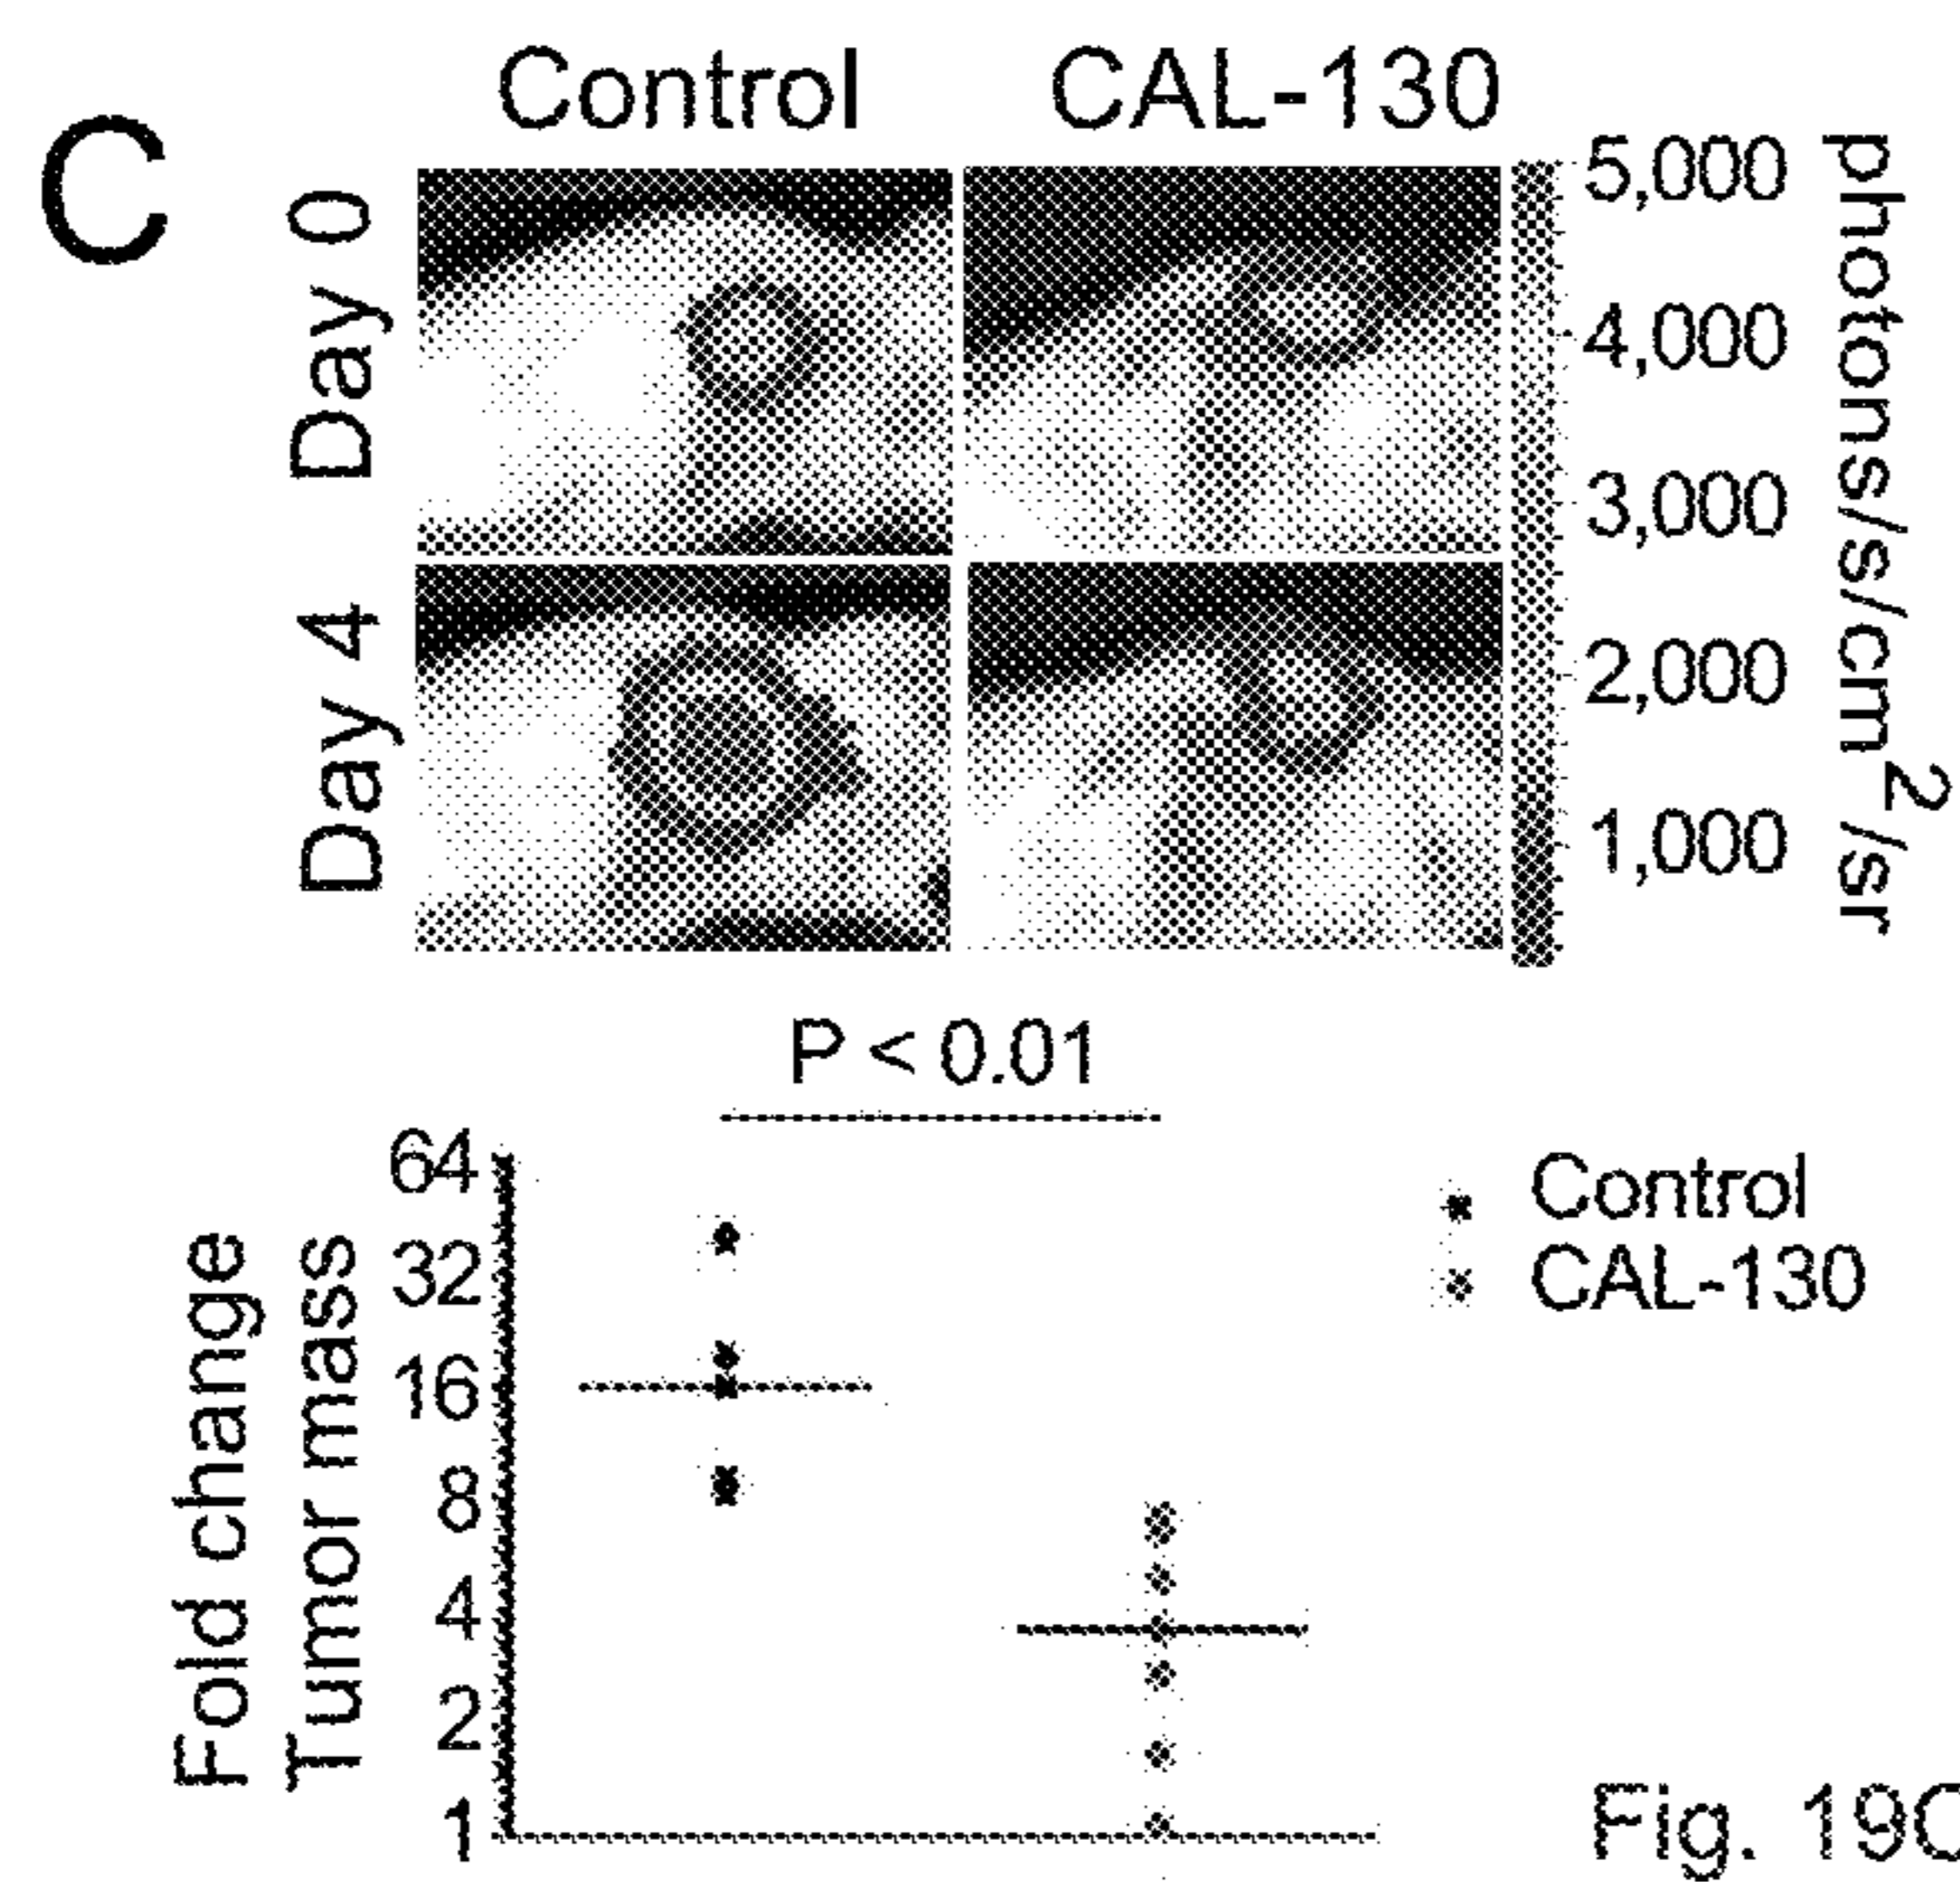 C
Control CAL-130
Day 0
Day 4
5,000
4,000
3,000
2,000
1,000
photons/s/cm²/sr
P < 0.01
Fold change
Tumor mass
64
32
16
8
4
2
1
Control
CAL-130
Fig. 19C